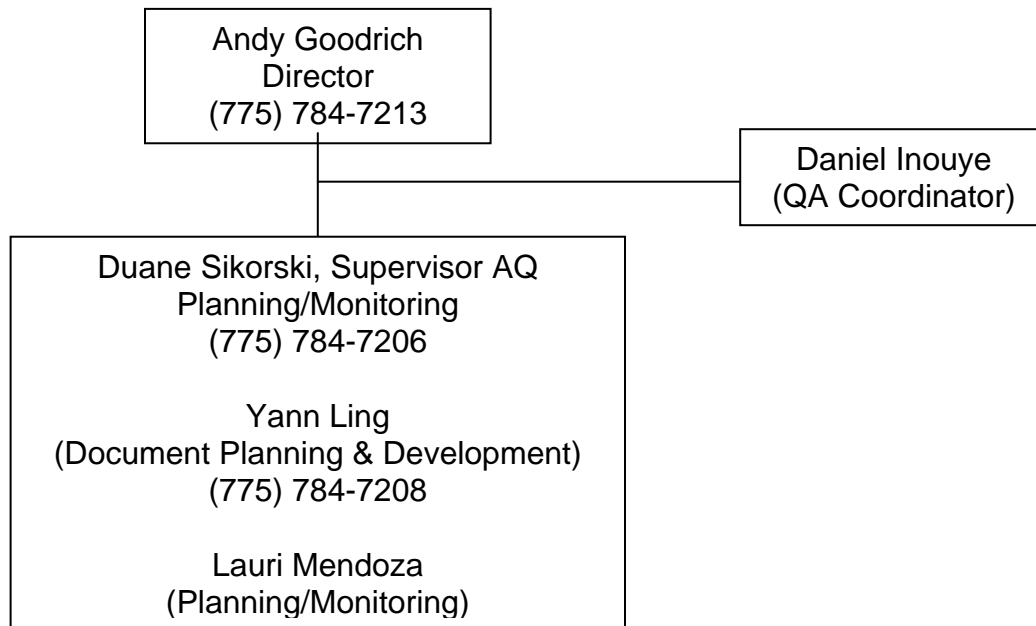 Andy Goodrich
Director
(775) 784-7213
Daniel Inouye
(QA Coordinator)
Duane Sikorski, Supervisor AQ
Planning/Monitoring
(775) 784-7206
Yann Ling
(Document Planning & Development)
(775) 784-7208
Lauri Mendoza
(Planning/Monitoring)